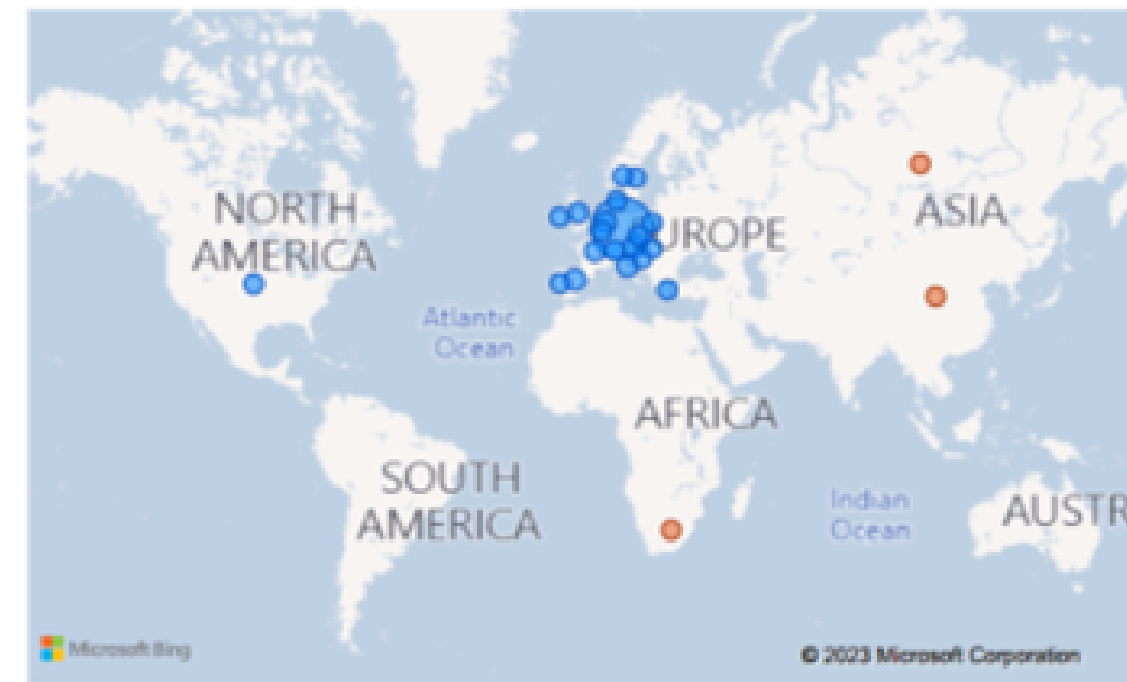 NORTH
AMERICA
UROPE
ASIA
Atlantic
Ocean
AFRICA
SOUTH
AMERICA
Indian
Ocean
AUSTR
Microsoft Bing
© 2023 Microsoft Corporation